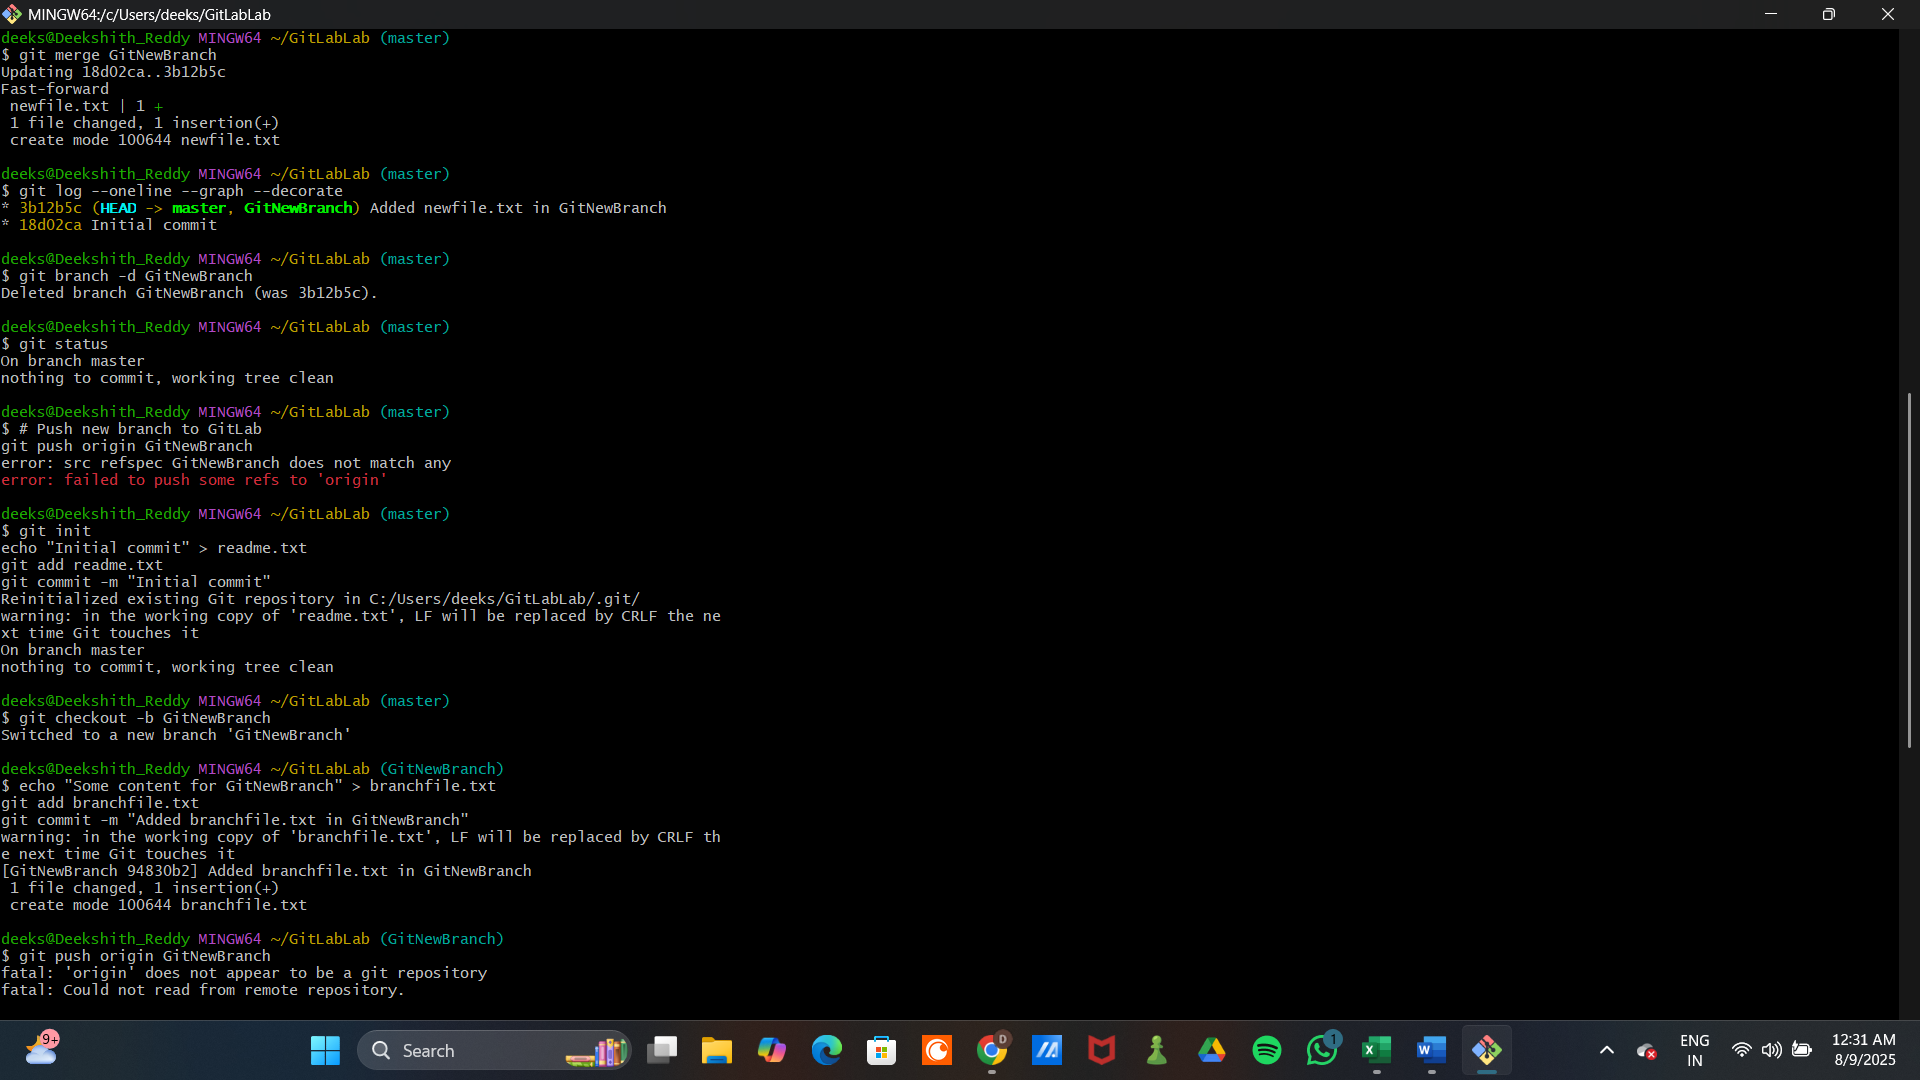 MINGW64:/c/Users/deeks/GitLabLab
deeks@Deekshith_Reddy MINGW64 ~/GitLabLab (master)
$ git merge GitNewBranch
Updating 18d02ca..3b12b5c
Fast-forward
 newfile.txt | 1 +
 1 file changed, 1 insertion(+)
 create mode 100644 newfile.txt
deeks@Deekshith_Reddy MINGW64 ~/GitLabLab (master)
$ git log --oneline --graph --decorate
* 3b12b5c (HEAD -> master, GitNewBranch) Added newfile.txt in GitNewBranch
* 18d02ca Initial commit
deeks@Deekshith_Reddy MINGW64 ~/GitLabLab (master)
$ git branch -d GitNewBranch
Deleted branch GitNewBranch (was 3b12b5c).
deeks@Deekshith_Reddy MINGW64 ~/GitLabLab (master)
$ git status
On branch master
nothing to commit, working tree clean
deeks@Deekshith_Reddy MINGW64 ~/GitLabLab (master)
$ # Push new branch to GitLab
git push origin GitNewBranch
error: src refspec GitNewBranch does not match any
error: failed to push some refs to 'origin'
deeks@Deekshith_Reddy MINGW64 ~/GitLabLab (master)
$ git init
echo "Initial commit" > readme.txt
git add readme.txt
git commit -m "Initial commit"
Reinitialized existing Git repository in C:/Users/deeks/GitLabLab/.git/
warning: in the working copy of 'readme.txt', LF will be replaced by CRLF the ne
xt time Git touches it
On branch master
nothing to commit, working tree clean
deeks@Deekshith_Reddy MINGW64 ~/GitLabLab (master)
$ git checkout -b GitNewBranch
Switched to a new branch 'GitNewBranch'
deeks@Deekshith_Reddy MINGW64 ~/GitLabLab (GitNewBranch)
$ echo "Some content for GitNewBranch" > branchfile.txt
git add branchfile.txt
git commit -m "Added branchfile.txt in GitNewBranch"
warning: in the working copy of 'branchfile.txt', LF will be replaced by CRLF th
e next time Git touches it
[GitNewBranch 94830b2] Added branchfile.txt in GitNewBranch
 1 file changed, 1 insertion(+)
 create mode 100644 branchfile.txt
deeks@Deekshith_Reddy MINGW64 ~/GitLabLab (GitNewBranch)
$ git push origin GitNewBranch
fatal: 'origin' does not appear to be a git repository
fatal: Could not read from remote repository.
9+
Search
D
1
ENG
IN
12:31 AM
8/9/2025